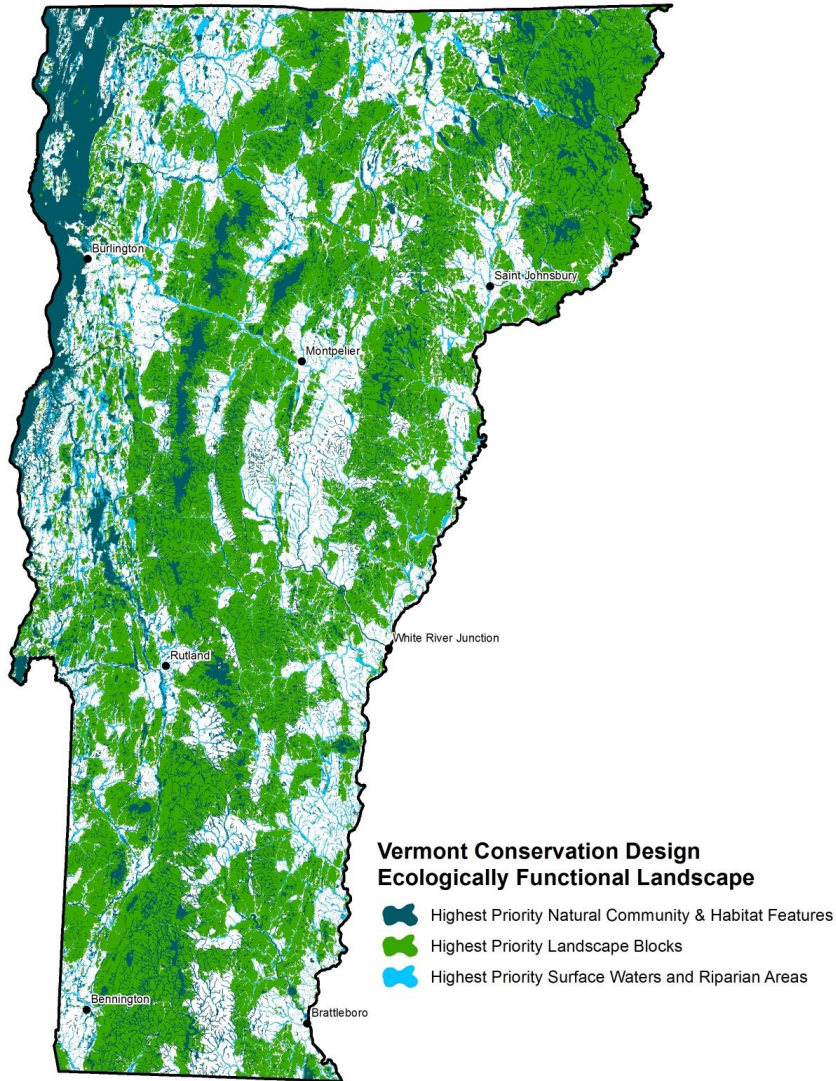 Burlington
Saint Johnsbury
Montpelier
White River Junction
Rutland
Vermont Conservation Design
Ecologically Functional Landscape
Highest Priority Natural Community & Habitat Features
Highest Priority Landscape Blocks
Highest Priority Surface Waters and Riparian Areas
Bennington
Brattleboro